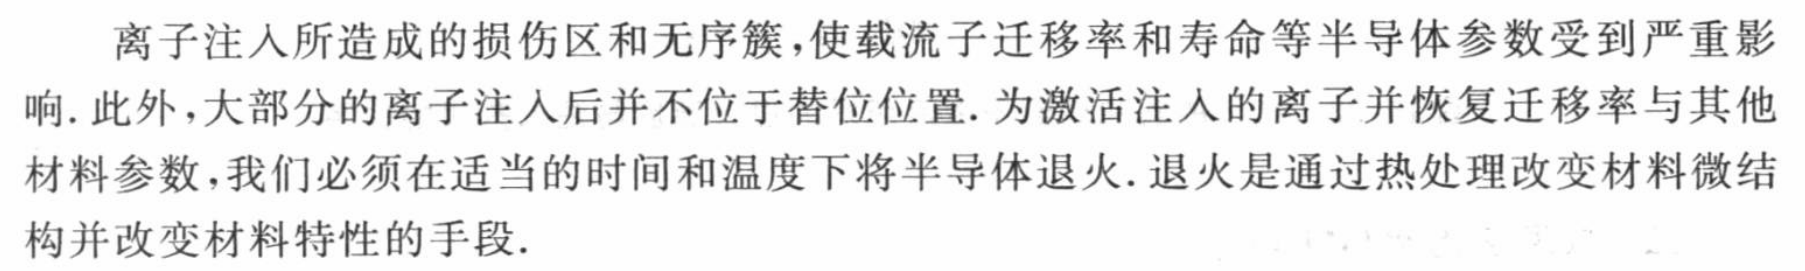 离子注入所造成的损伤区和无序簇,使载流子迁移率和寿命等半导体参数受到严重影
响.此外,大部分的离子注入后并不位于替位位置.为激活注入的离子并恢复迁移率与其他
材料参数,我们必须在适当的时间和温度下将半导体退火.退火是通过热处理改变材料微结
构并改变材料特性的手段.